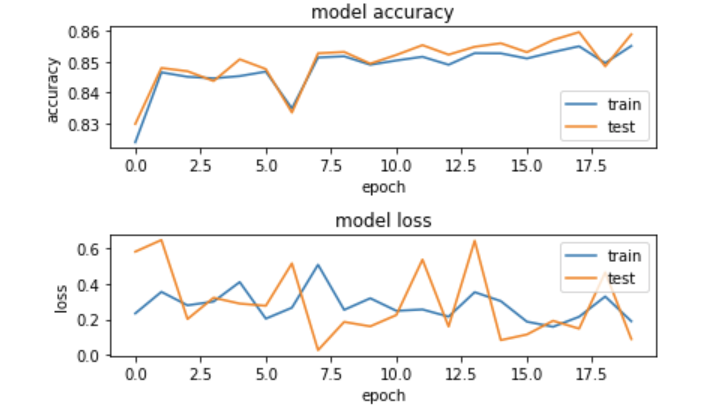 model accuracy
0.86
0.85
0.84
0.83
accuracy
train
test
0.0 2.5 5.0 7.5 10.0 12.5 15.0 17.5
epoch
model loss
0.6
0.4
0.2
0.0
loss
train
test
0.0 2.5 5.0 7.5 10.0 12.5 15.0 17.5
epoch